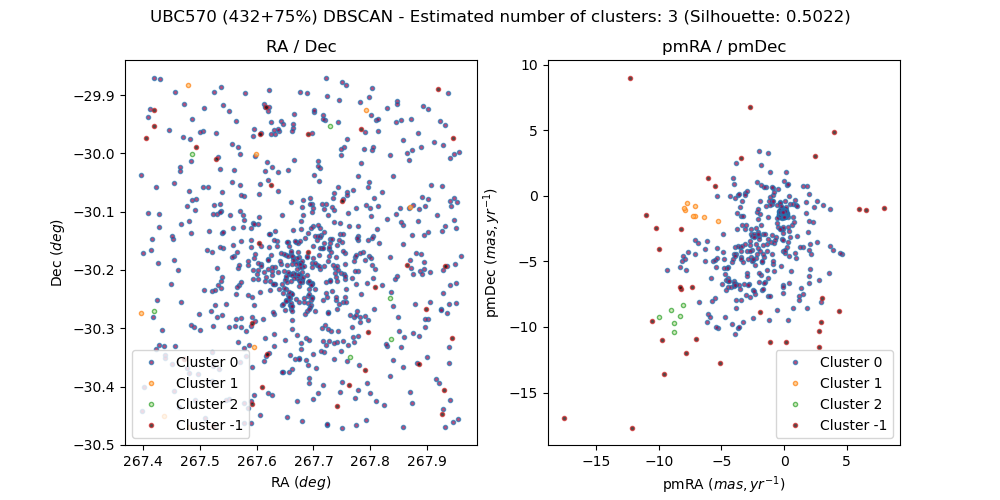 UBC570 (432+75%) DBSCAN - Estimated number of clusters: 3 (Silhouette: 0.5022)
RA / Dec
−29.9
−30.0
−30.1
−30.2
−30.3
−30.4
−30.5
Dec (deg)
267.4 267.5 267.6 267.7 267.8 267.9
RA (deg)
Cluster 0
Cluster 1
Cluster 2
Cluster -1
pmRA / pmDec
10
5
0
−5
−10
−15
pmDec (mas, yr⁻¹)
−15 −10 −5 0 5
pmRA (mas, yr⁻¹)
Cluster 0
Cluster 1
Cluster 2
Cluster -1